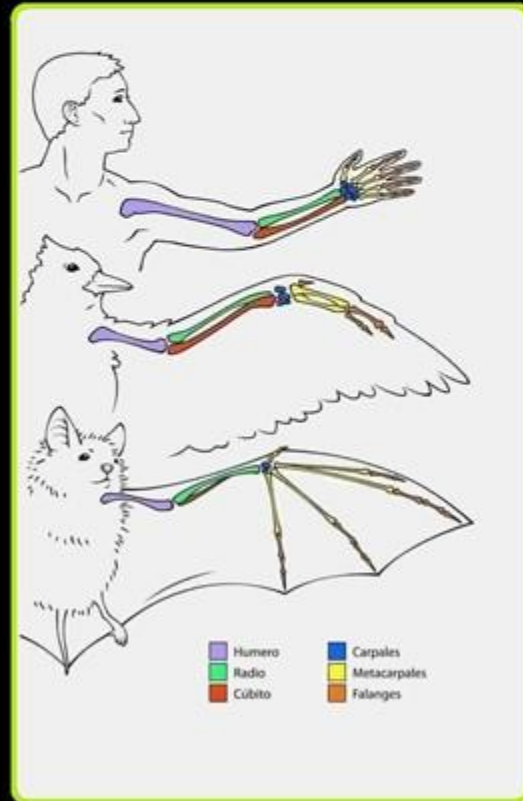 Humero
Radio
Cúbito
Carpales
Metacarpales
Falanges